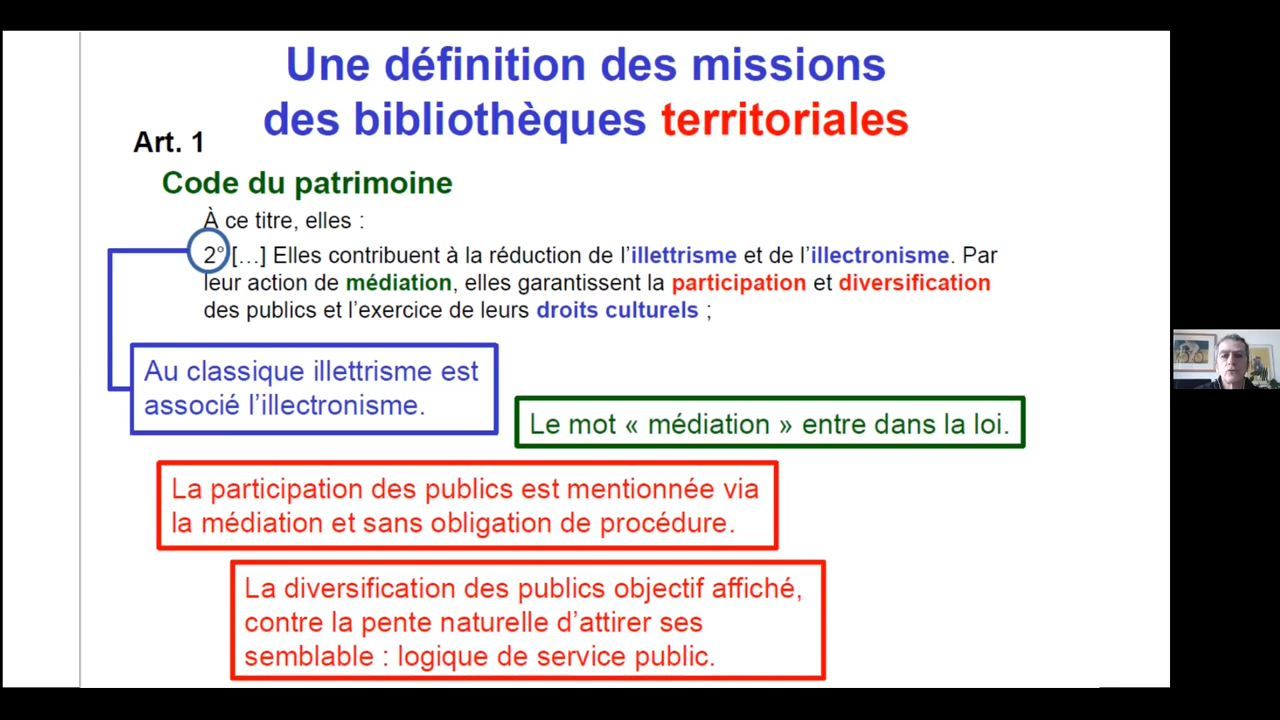 Une définition des missions
des bibliothèques territoriales
Art. 1
Code du patrimoine
À ce titre, elles :
2° […] Elles contribuent à la réduction de l’illettrisme et de l’illectronisme. Par
leur action de médiation, elles garantissent la participation et diversification
des publics et l’exercice de leurs droits culturels ;
Au classique illettrisme est
associé l’illectronisme.
Le mot « médiation » entre dans la loi.
La participation des publics est mentionnée via
la médiation et sans obligation de procédure.
La diversification des publics objectif affiché,
contre la pente naturelle d’attirer ses
semblable : logique de service public.